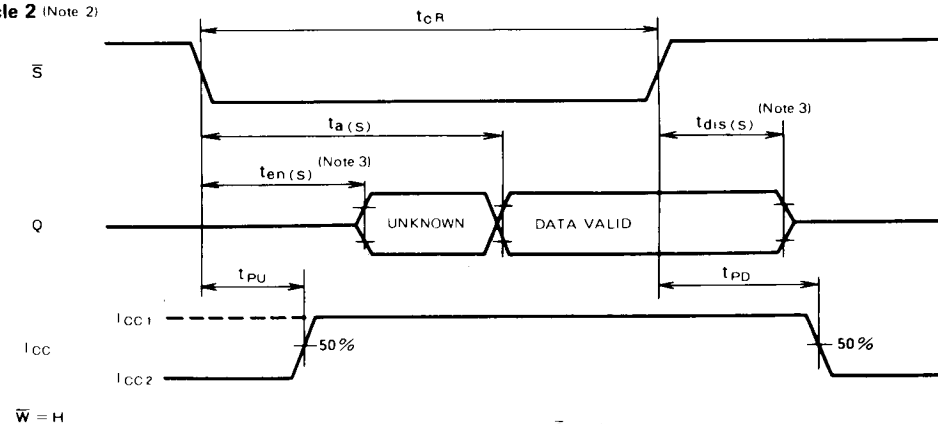 cle 2 (Note 2)
tCR
S̅
ta(S)
(Note 3)
tdis(S)
(Note 3)
ten(S)
Q
UNKNOWN
DATA VALID
tPU
tPD
ICC1
ICC
50%
50%
ICC2
W̅ = H